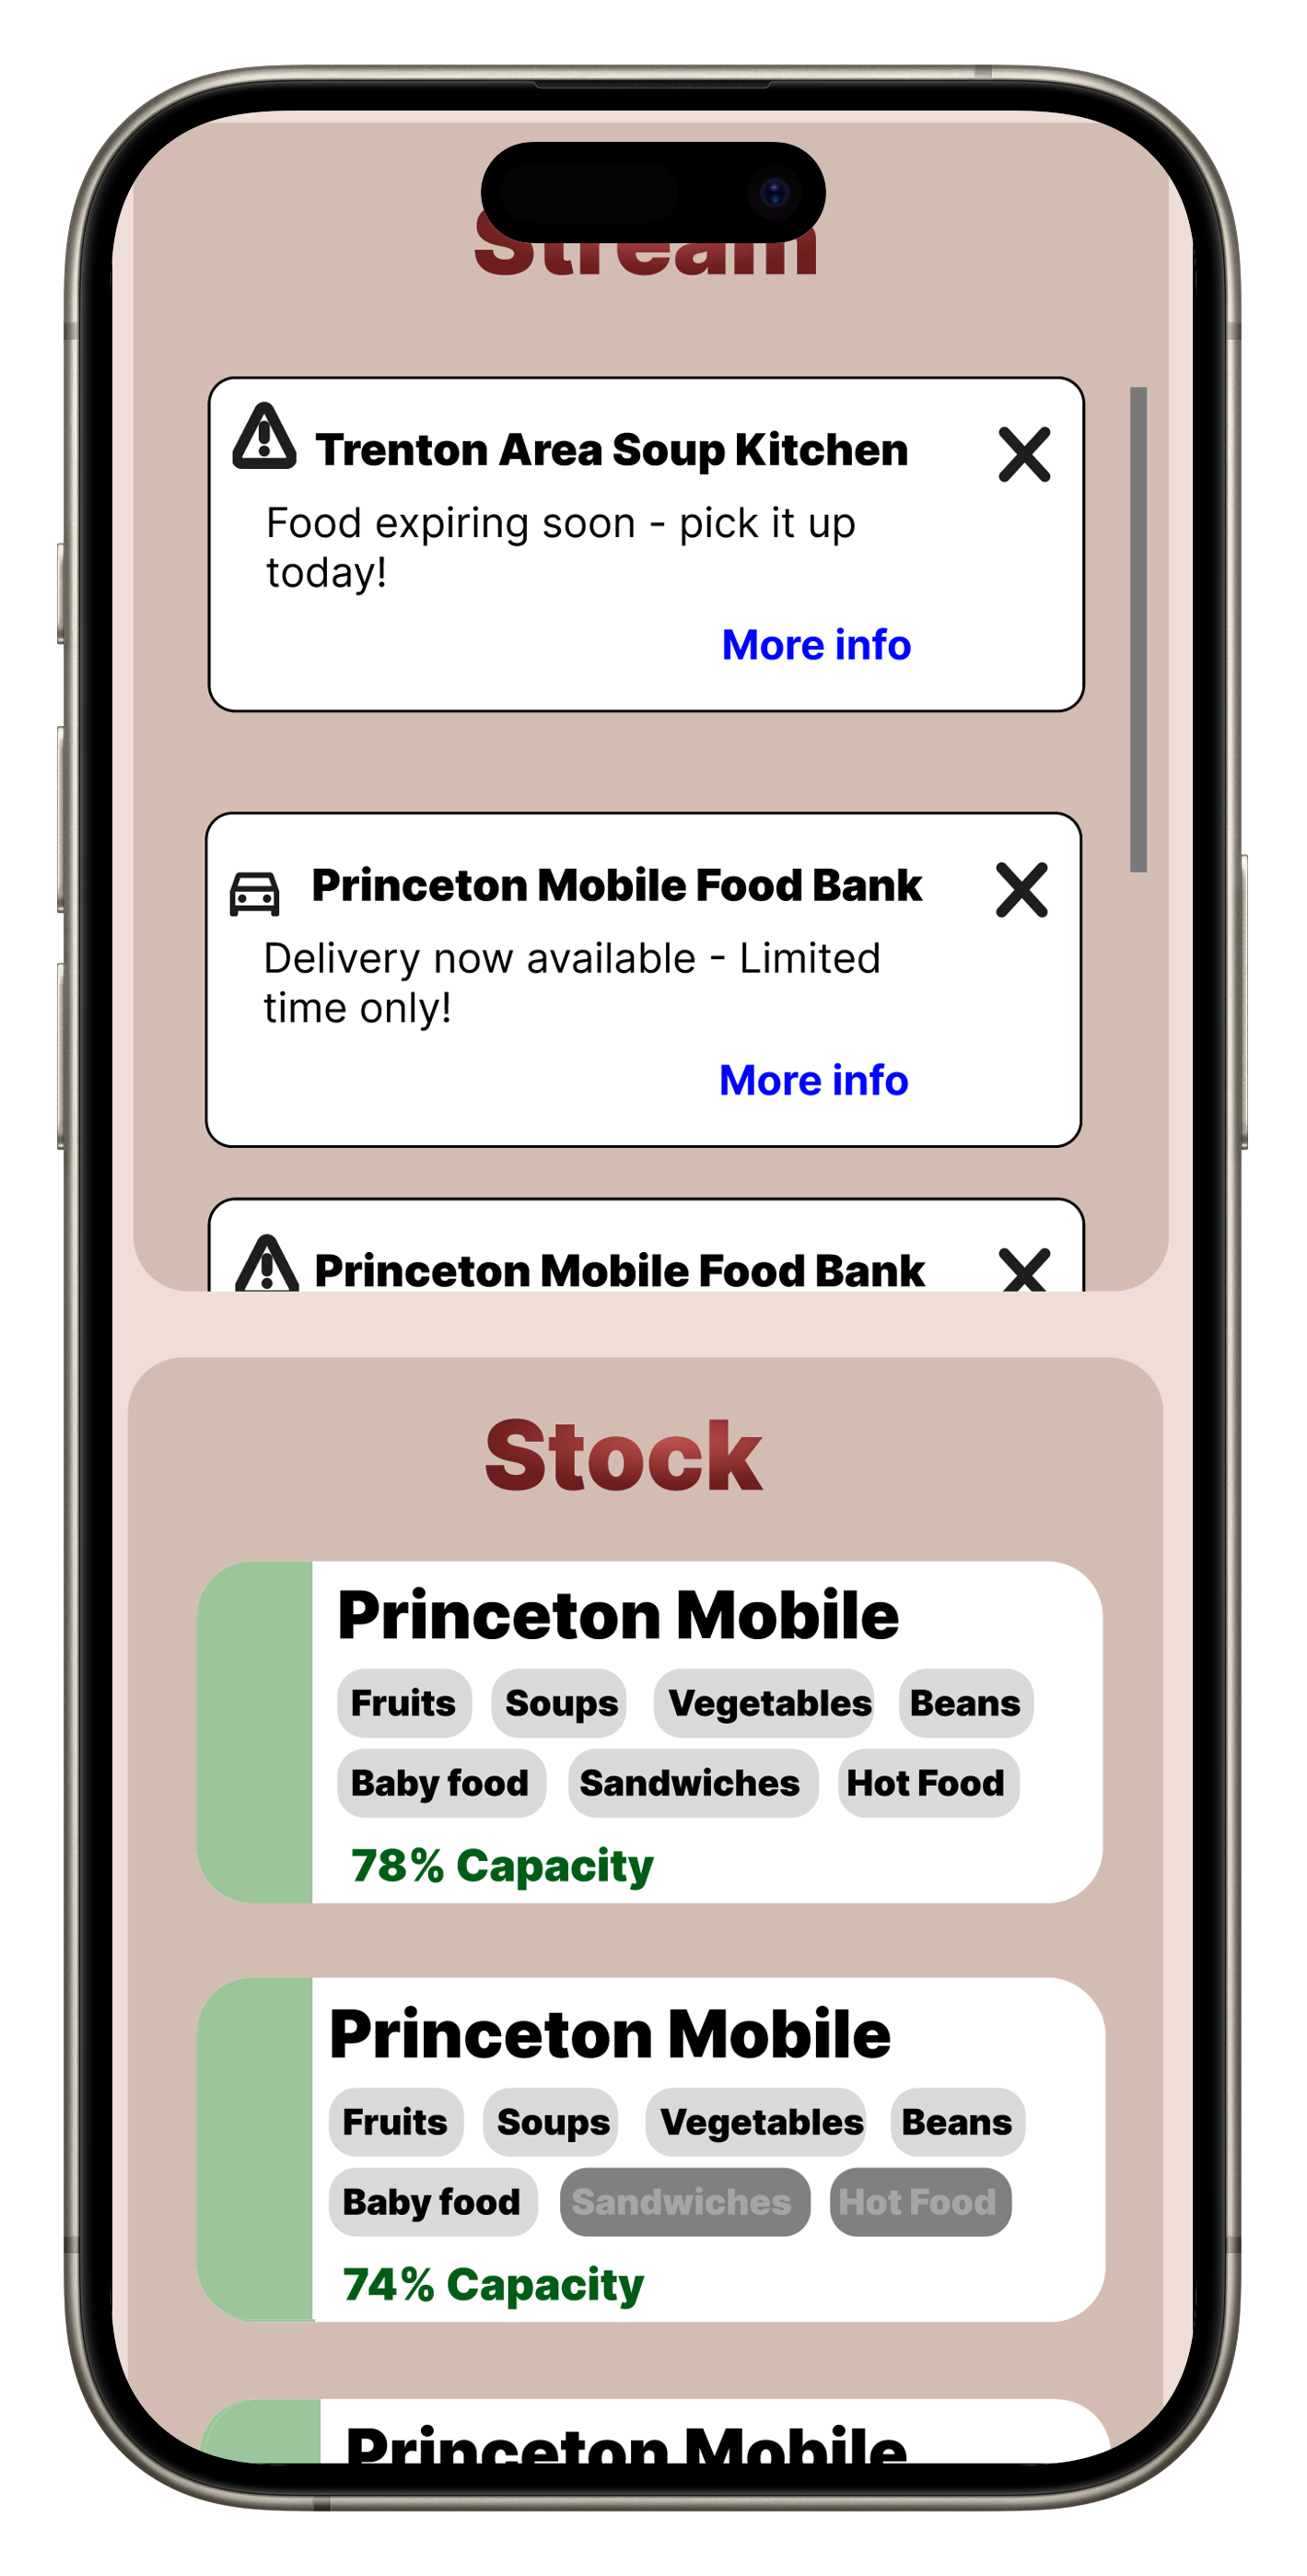 Stream
Trenton Area Soup Kitchen
Food expiring soon - pick it up
today!
More info
Princeton Mobile Food Bank
Delivery now available - Limited
time only!
More info
Princeton Mobile Food Bank
Stock
Princeton Mobile
Fruits Soups Vegetables Beans
Baby food Sandwiches Hot Food
78% Capacity
Princeton Mobile
Fruits Soups Vegetables Beans
Baby food Sandwiches Hot Food
74% Capacity
Princeton Mobile